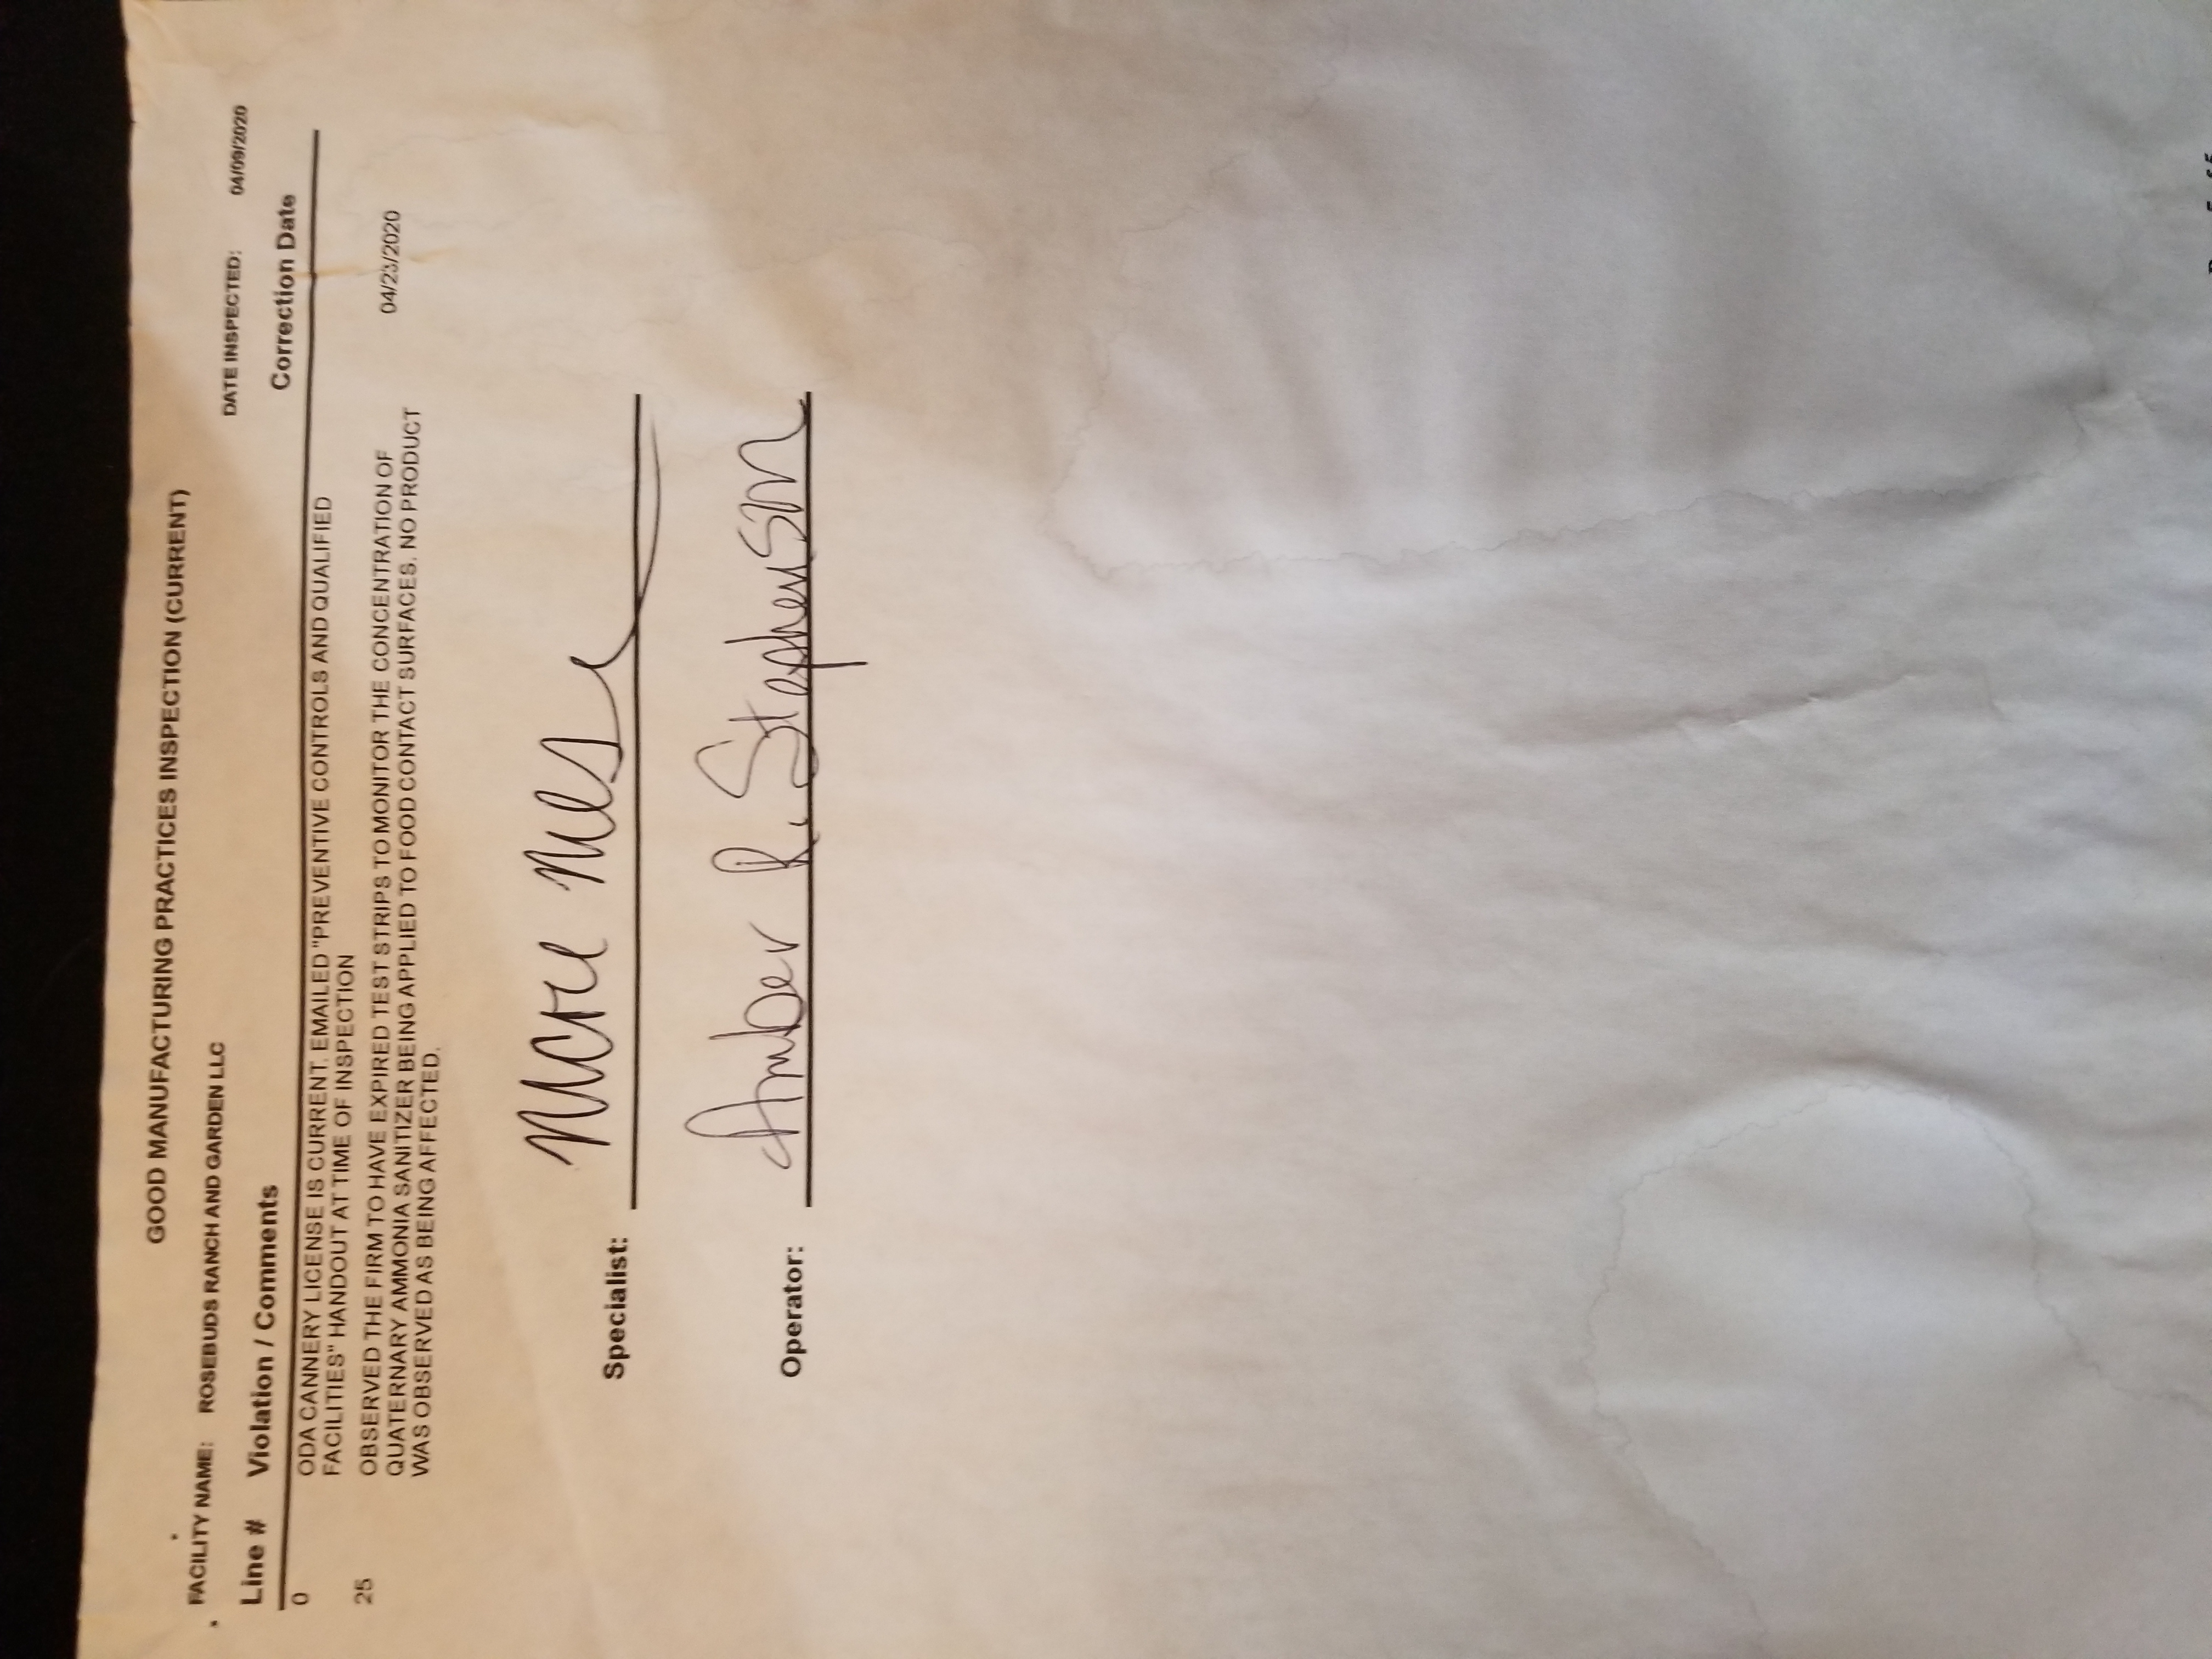 GOOD MANUFACTURING PRACTICES INSPECTION (CURRENT)
FACILITY NAME: ROSEBUDS RANCH AND GARDEN LLC DATE INSPECTED: 04/09/2020
Line # Violation / Comments Correction Date
0 ODA CANNERY LICENSE IS CURRENT. EMAILED "PREVENTIVE CONTROLS AND QUALIFIED
FACILITIES" HANDOUT AT TIME OF INSPECTION
25 OBSERVED THE FIRM TO HAVE EXPIRED TEST STRIPS TO MONITOR THE CONCENTRATION OF 04/23/2020
QUATERNARY AMMONIA SANITIZER BEING APPLIED TO FOOD CONTACT SURFACES. NO PRODUCT
WAS OBSERVED AS BEING AFFECTED.
Specialist:
Operator: Amber R. Stephenson